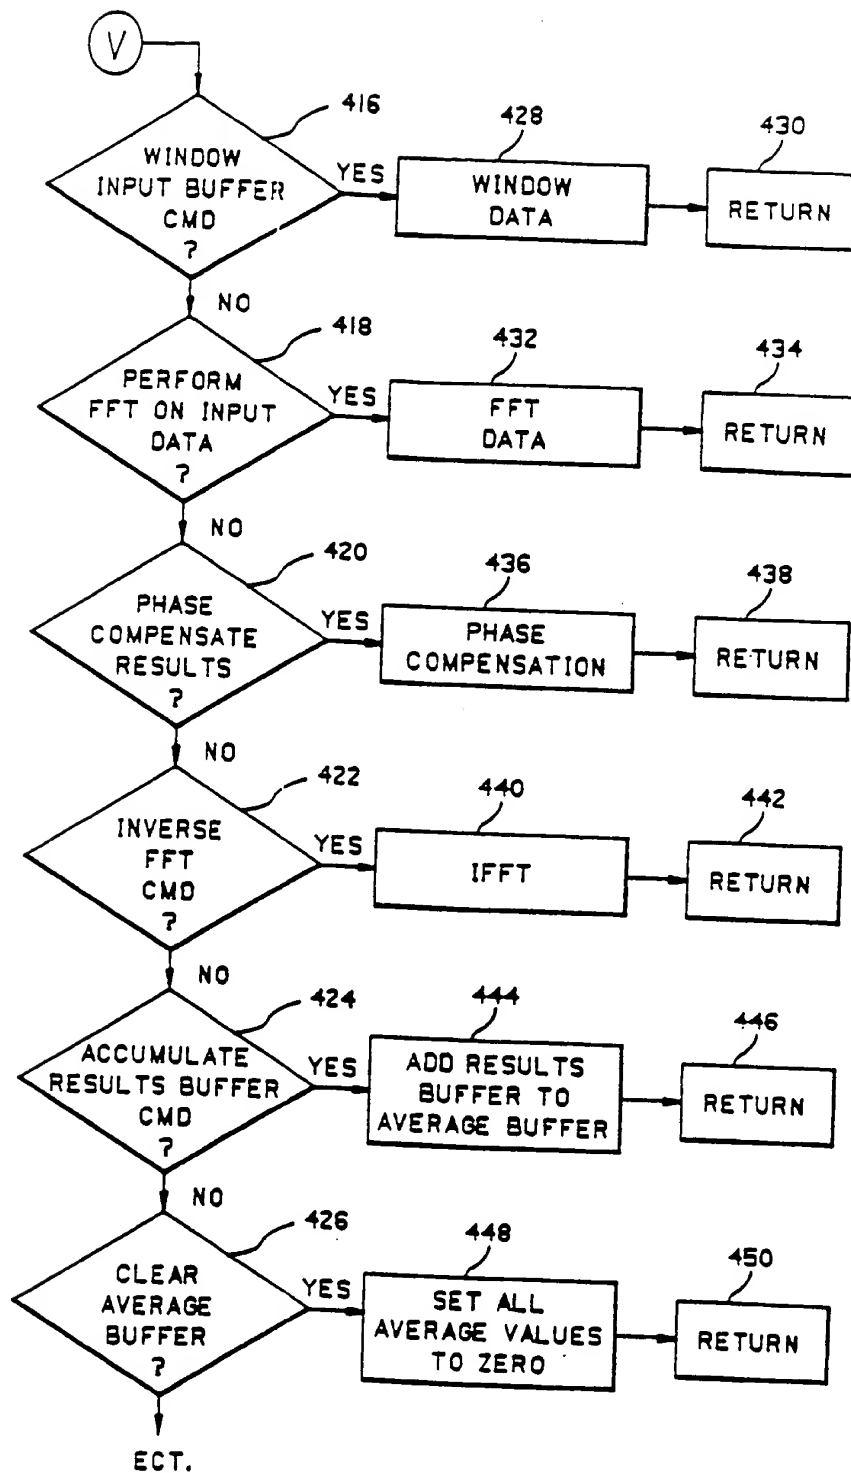 V
416
WINDOW
INPUT BUFFER
CMD
?
YES
428
WINDOW
DATA
430
RETURN
NO
418
PERFORM
FFT ON INPUT
DATA
?
YES
432
FFT
DATA
434
RETURN
NO
420
PHASE
COMPENSATE
RESULTS
?
YES
436
PHASE
COMPENSATION
438
RETURN
NO
422
INVERSE
FFT
CMD
?
YES
440
IFFT
442
RETURN
NO
424
ACCUMULATE
RESULTS BUFFER
CMD
?
YES
444
ADD RESULTS
BUFFER TO
AVERAGE BUFFER
446
RETURN
NO
426
CLEAR
AVERAGE
BUFFER
?
YES
448
SET ALL
AVERAGE VALUES
TO ZERO
450
RETURN
ECT.